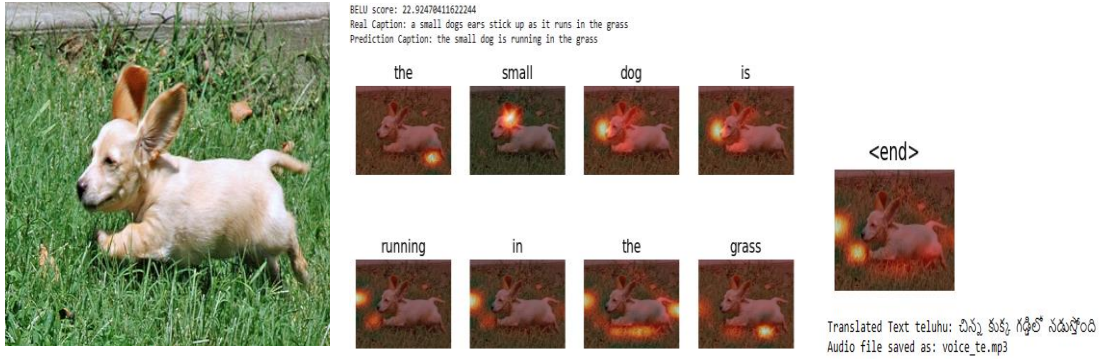 BELU score: 22.92470411622244
Real Caption: a small dogs ears stick up as it runs in the grass
Prediction Caption: the small dog is running in the grass
the small dog is
running in the grass
<end>
Translated Text teluhu: చిన్న కుక్క గడ్డిలో నడుస్తోంది
Audio file saved as: voice_te.mp3